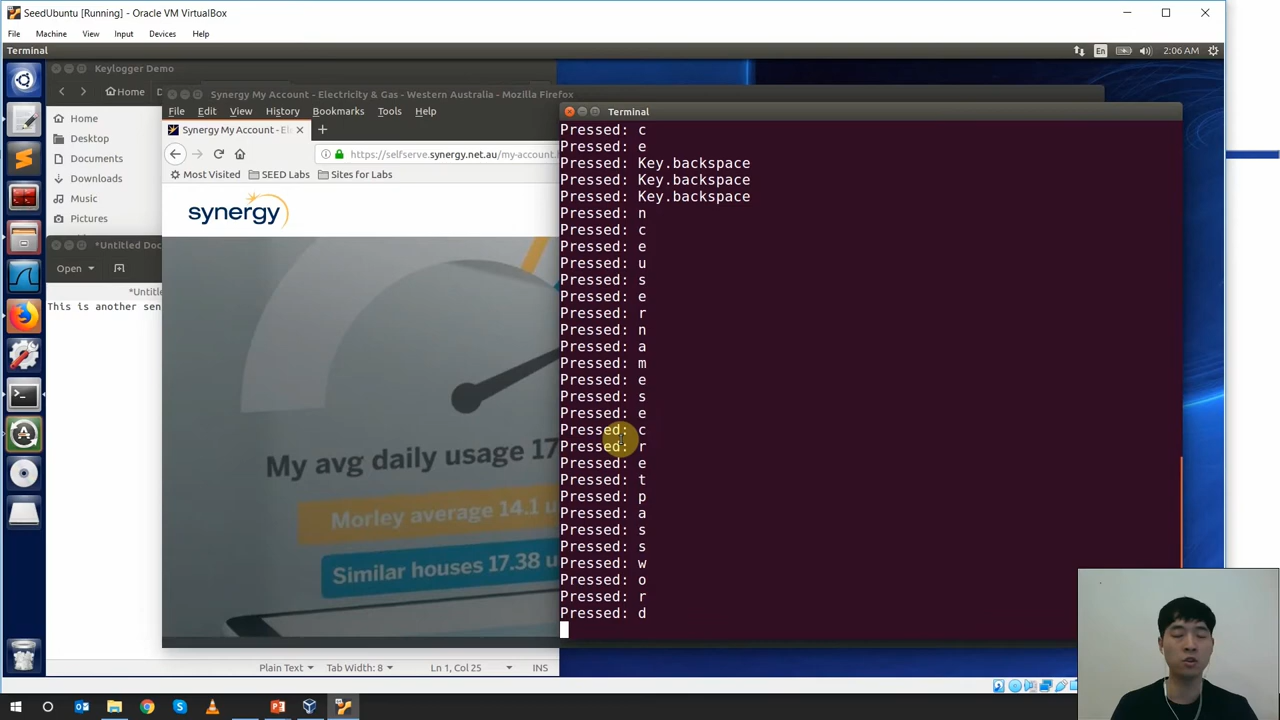 SeedUbuntu [Running] - Oracle VM VirtualBox
File Machine View Input Devices Help
Terminal
En
2:06 AM
Keylogger Demo
Home
Synergy My Account - Electricity & Gas - Western Australia - Mozilla Firefox
File Edit View History Bookmarks Tools Help
Synergy My Account - El
https://selfserve.synergy.net.au/my-account.
Most Visited SEED Labs Sites for Labs
synergy
Home
Desktop
Documents
Downloads
Music
Pictures
*Untitled Doc
Open
*Untitle
This is another sen
My avg daily usage 17
Morley average 14.1 u
Similar houses 17.38 u
Plain Text Tab Width: 8 Ln 1, Col 25 INS
Terminal
Pressed: c
Pressed: e
Pressed: Key.backspace
Pressed: Key.backspace
Pressed: Key.backspace
Pressed: n
Pressed: c
Pressed: e
Pressed: u
Pressed: s
Pressed: e
Pressed: r
Pressed: n
Pressed: a
Pressed: m
Pressed: e
Pressed: s
Pressed: e
Pressed: c
Pressed: r
Pressed: e
Pressed: t
Pressed: p
Pressed: a
Pressed: s
Pressed: s
Pressed: w
Pressed: o
Pressed: r
Pressed: d